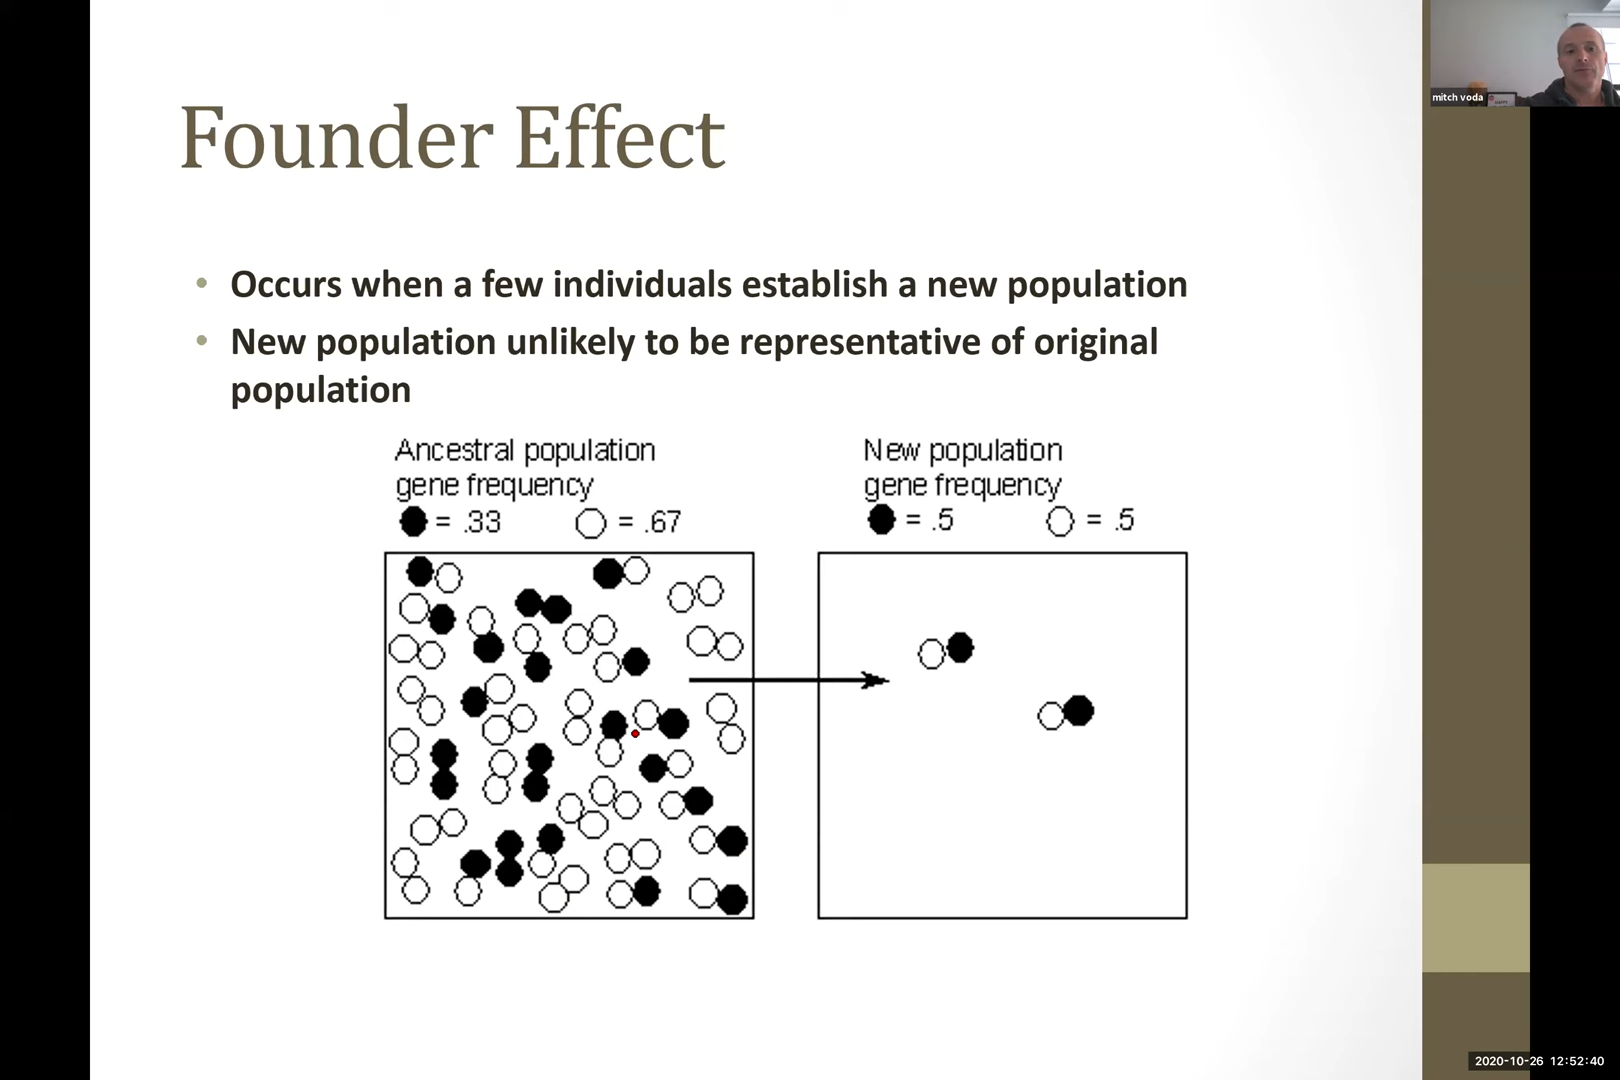 mitch voda
Founder Effect
• Occurs when a few individuals establish a new population
• New population unlikely to be representative of original
population
Ancestral population
gene frequency
= .33 = .67
New population
gene frequency
= .5 = .5
2020-10-26 12:52:40